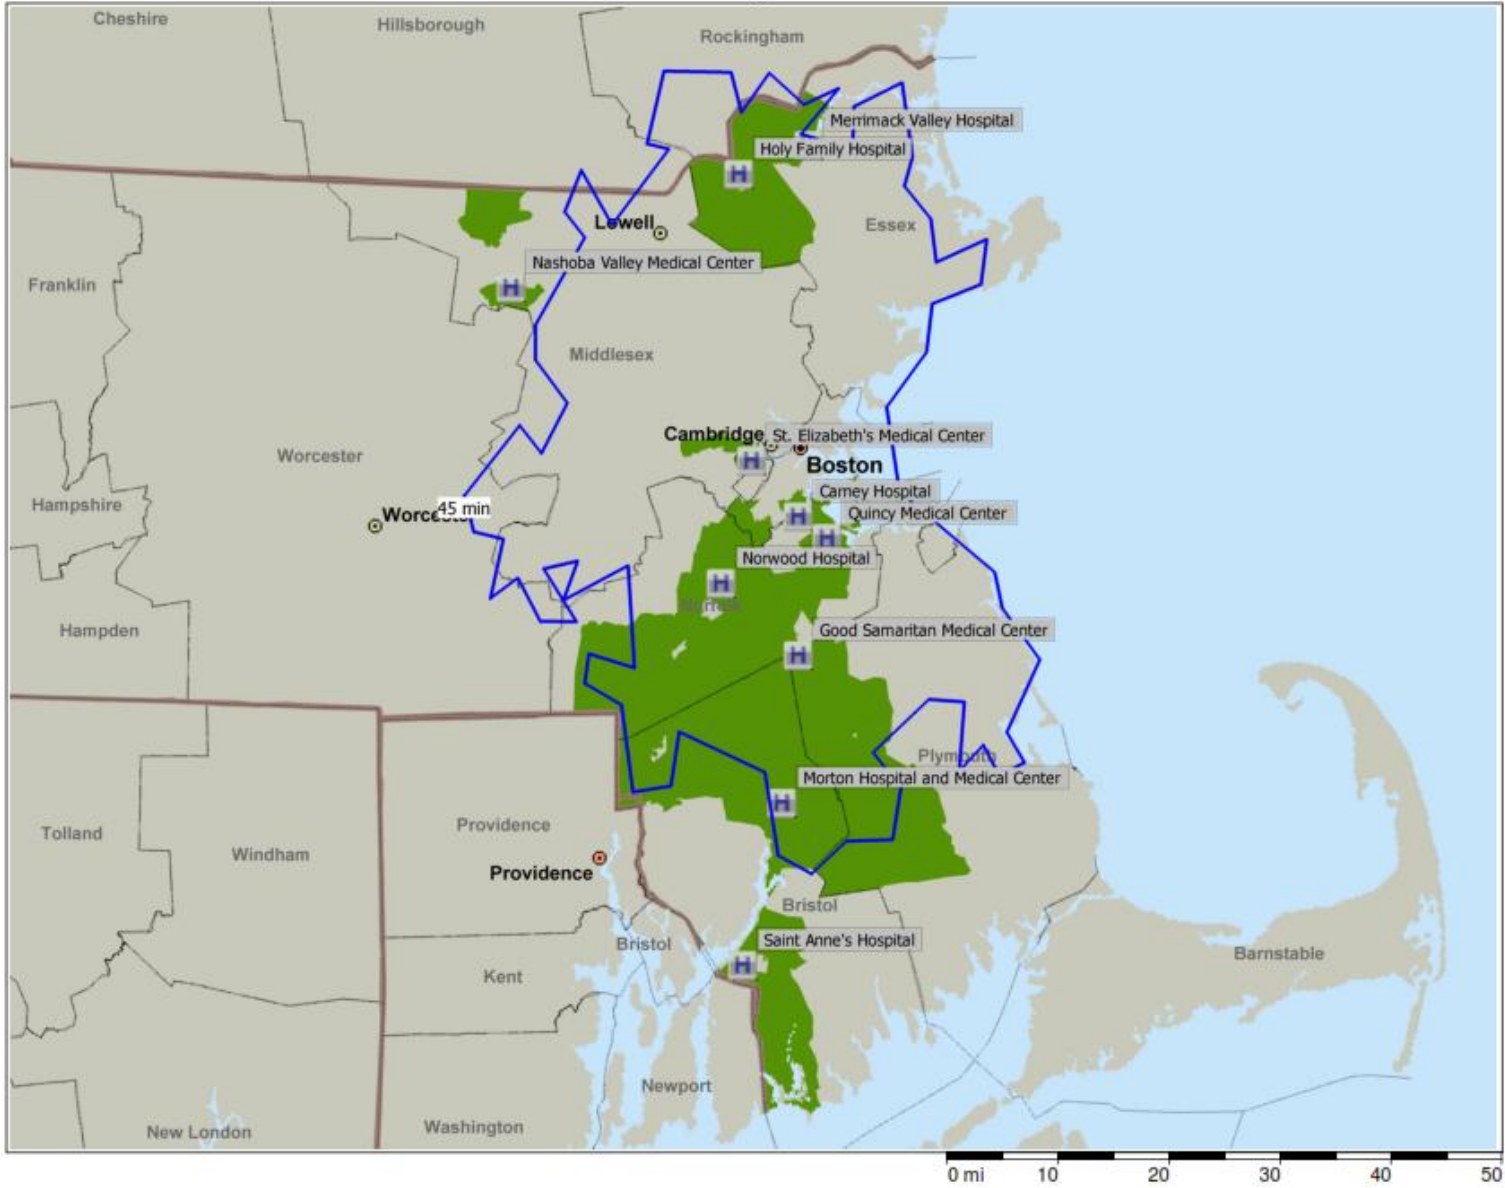 Cheshire
Hillsborough
Rockingham
Merrimack Valley Hospital
Holy Family Hospital
Lowell
Essex
Nashoba Valley Medical Center
Franklin
Middlesex
Cambridge
St. Elizabeth's Medical Center
Worcester
Boston
Hampshire
45 min
Worcester
Carney Hospital
Quincy Medical Center
Norwood Hospital
Norfolk
Hampden
Good Samaritan Medical Center
Plymouth
Morton Hospital and Medical Center
Tolland
Windham
Providence
Providence
Bristol
Saint Anne's Hospital
Bristol
Barnstable
Kent
Newport
New London
Washington
0 mi 10 20 30 40 50